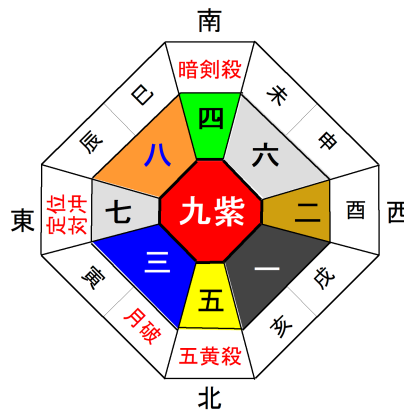 南
暗剣殺
巳
未
四
辰
申
八
六
東
定位
対冲
七
九紫
二
酉
西
三
一
寅
戌
五
月破
亥
五黄殺
北